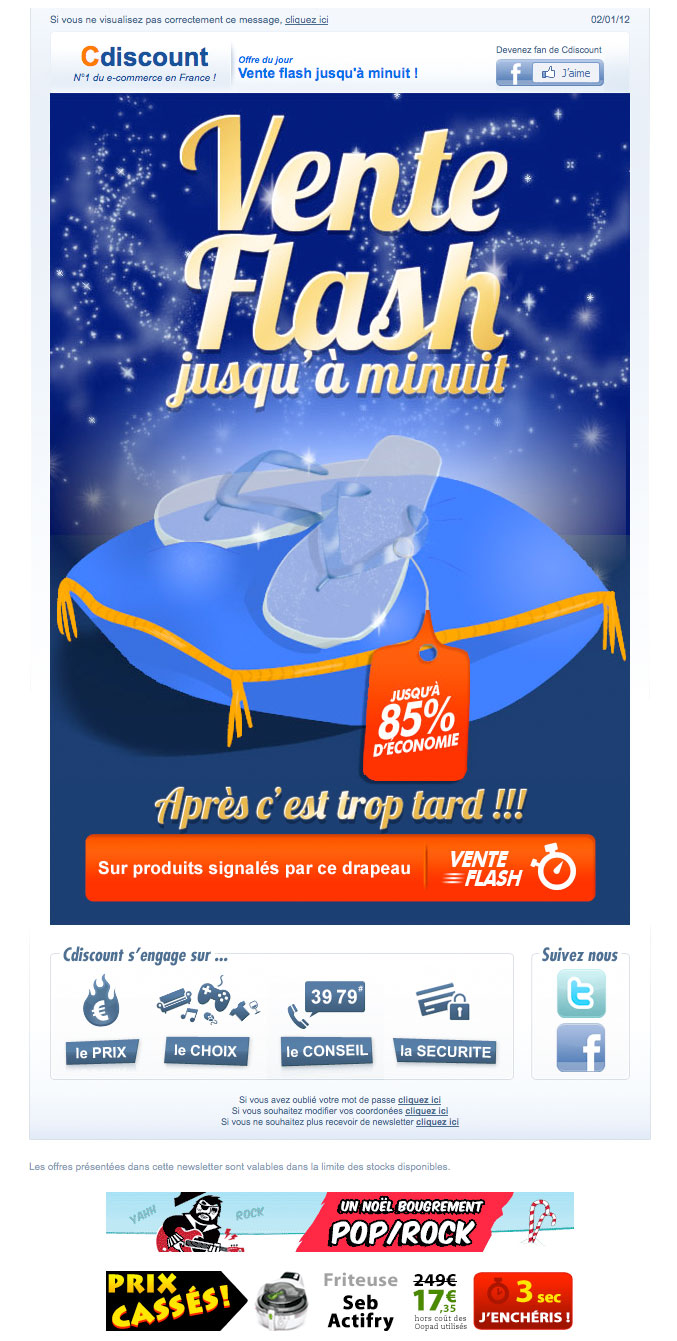 Si vous ne visualisez pas correctement ce message, cliquez ici
02/01/12
Cdiscount
N°1 du e-commerce en France !
Offre du jour
Vente flash jusqu'à minuit !
Devenez fan de Cdiscount
f J'aime
Vente
Flash
jusqu'à minuit
JUSQU'À
85%
D'ÉCONOMIE
Après c'est trop tard !!!
Sur produits signalés par ce drapeau
VENTE
FLASH
Cdiscount s'engage sur ...
Suivez nous
€
39 79#
t
le PRIX
le CHOIX
le CONSEIL
la SECURITE
f
Si vous avez oublié votre mot de passe cliquez ici
Si vous souhaitez modifier vos coordonées cliquez ici
Si vous ne souhaitez plus recevoir de newsletter cliquez ici
Les offres présentées dans cette newsletter sont valables dans la limite des stocks disponibles.
YAHH
ROCK
UN NOËL BOUGREMENT
POP/ROCK
PRIX
CASSÉS!
Friteuse
Seb
Actifry
249€
17€,35
hors coût des
Oopad utilisés
3 sec
J'ENCHÉRIS !